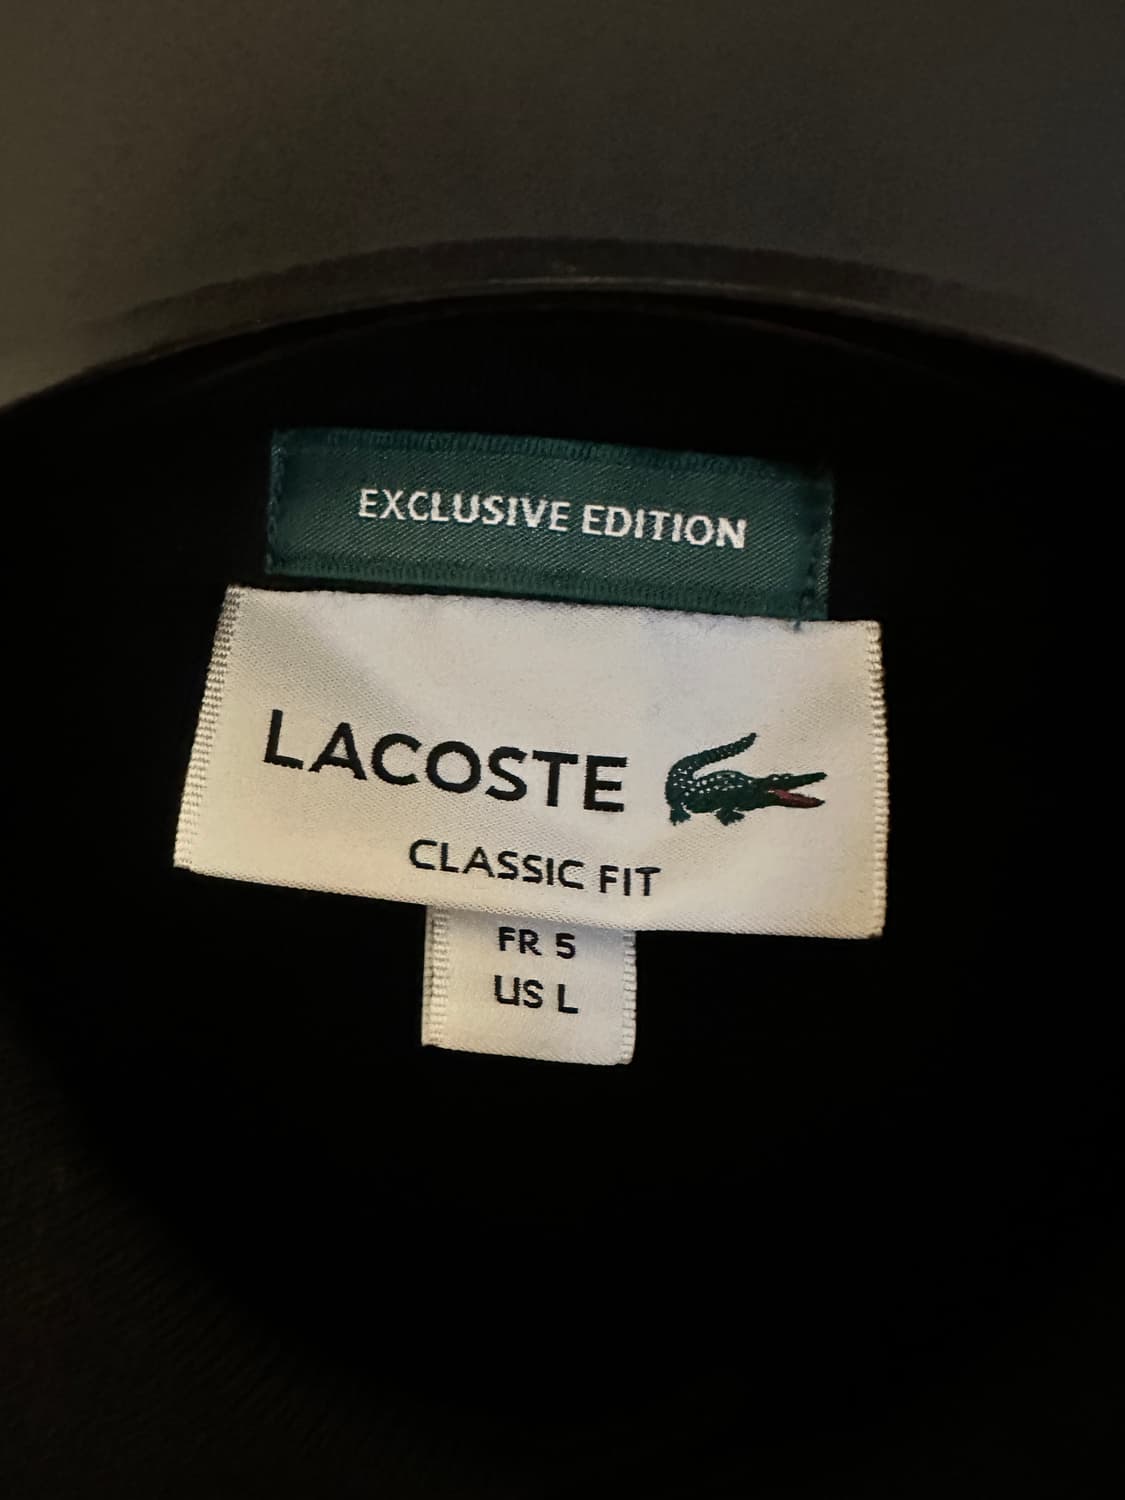 EXCLUSIVE EDITION
LACOSTE
CLASSIC FIT
FR 5
US L